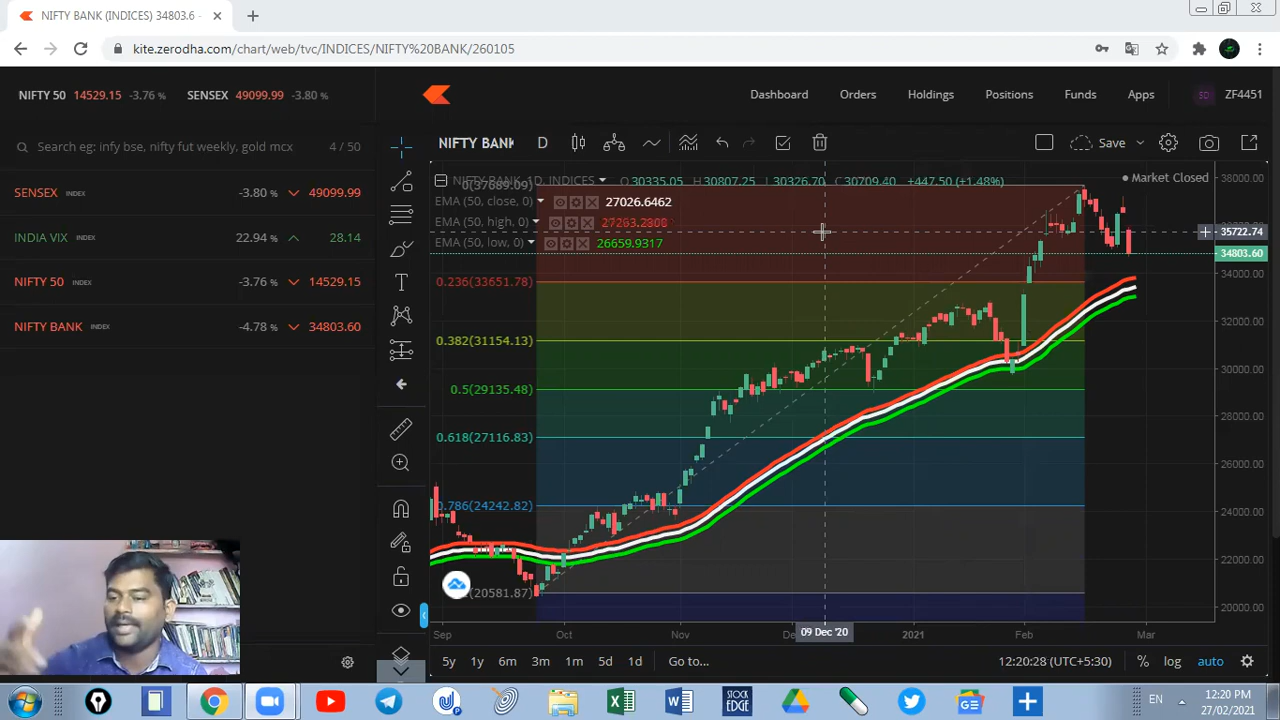 NIFTY BANK (INDICES) 34803.6 -
kite.zerodha.com/chart/web/tvc/INDICES/NIFTY%20BANK/260105
NIFTY 50 14529.15 -3.76 % SENSEX 49099.99 -3.80 %
Dashboard Orders Holdings Positions Funds Apps SD ZF4451
Search eg: infy bse, nifty fut weekly, gold mcx 4 / 50
NIFTY BANK D Save
SENSEX INDEX -3.80 % 49099.99
INDIA VIX INDEX 22.94 % 28.14
NIFTY 50 INDEX -3.76 % 14529.15
NIFTY BANK INDEX -4.78 % 34803.60
NIFTY BANK, 1D, INDICES O 30335.05 H 30807.25 L 30326.70 C 30709.40 +447.50 (+1.48%)
Market Closed
0(37689.09)
EMA (50, close, 0) 27026.6462
EMA (50, high, 0) 27263.2808
EMA (50, low, 0) 26659.9317
0.236(33651.78)
0.382(31154.13)
0.5(29135.48)
0.618(27116.83)
0.786(24242.82)
(20581.87)
38000.00
35722.74
34803.60
34000.00
32000.00
30000.00
28000.00
26000.00
24000.00
22000.00
20000.00
Sep Oct Nov 09 Dec '20 2021 Feb Mar
5y 1y 6m 3m 1m 5d 1d Go to... 12:20:28 (UTC+5:30) % log auto
STOCK EDGE
EN
12:20 PM
27/02/2021